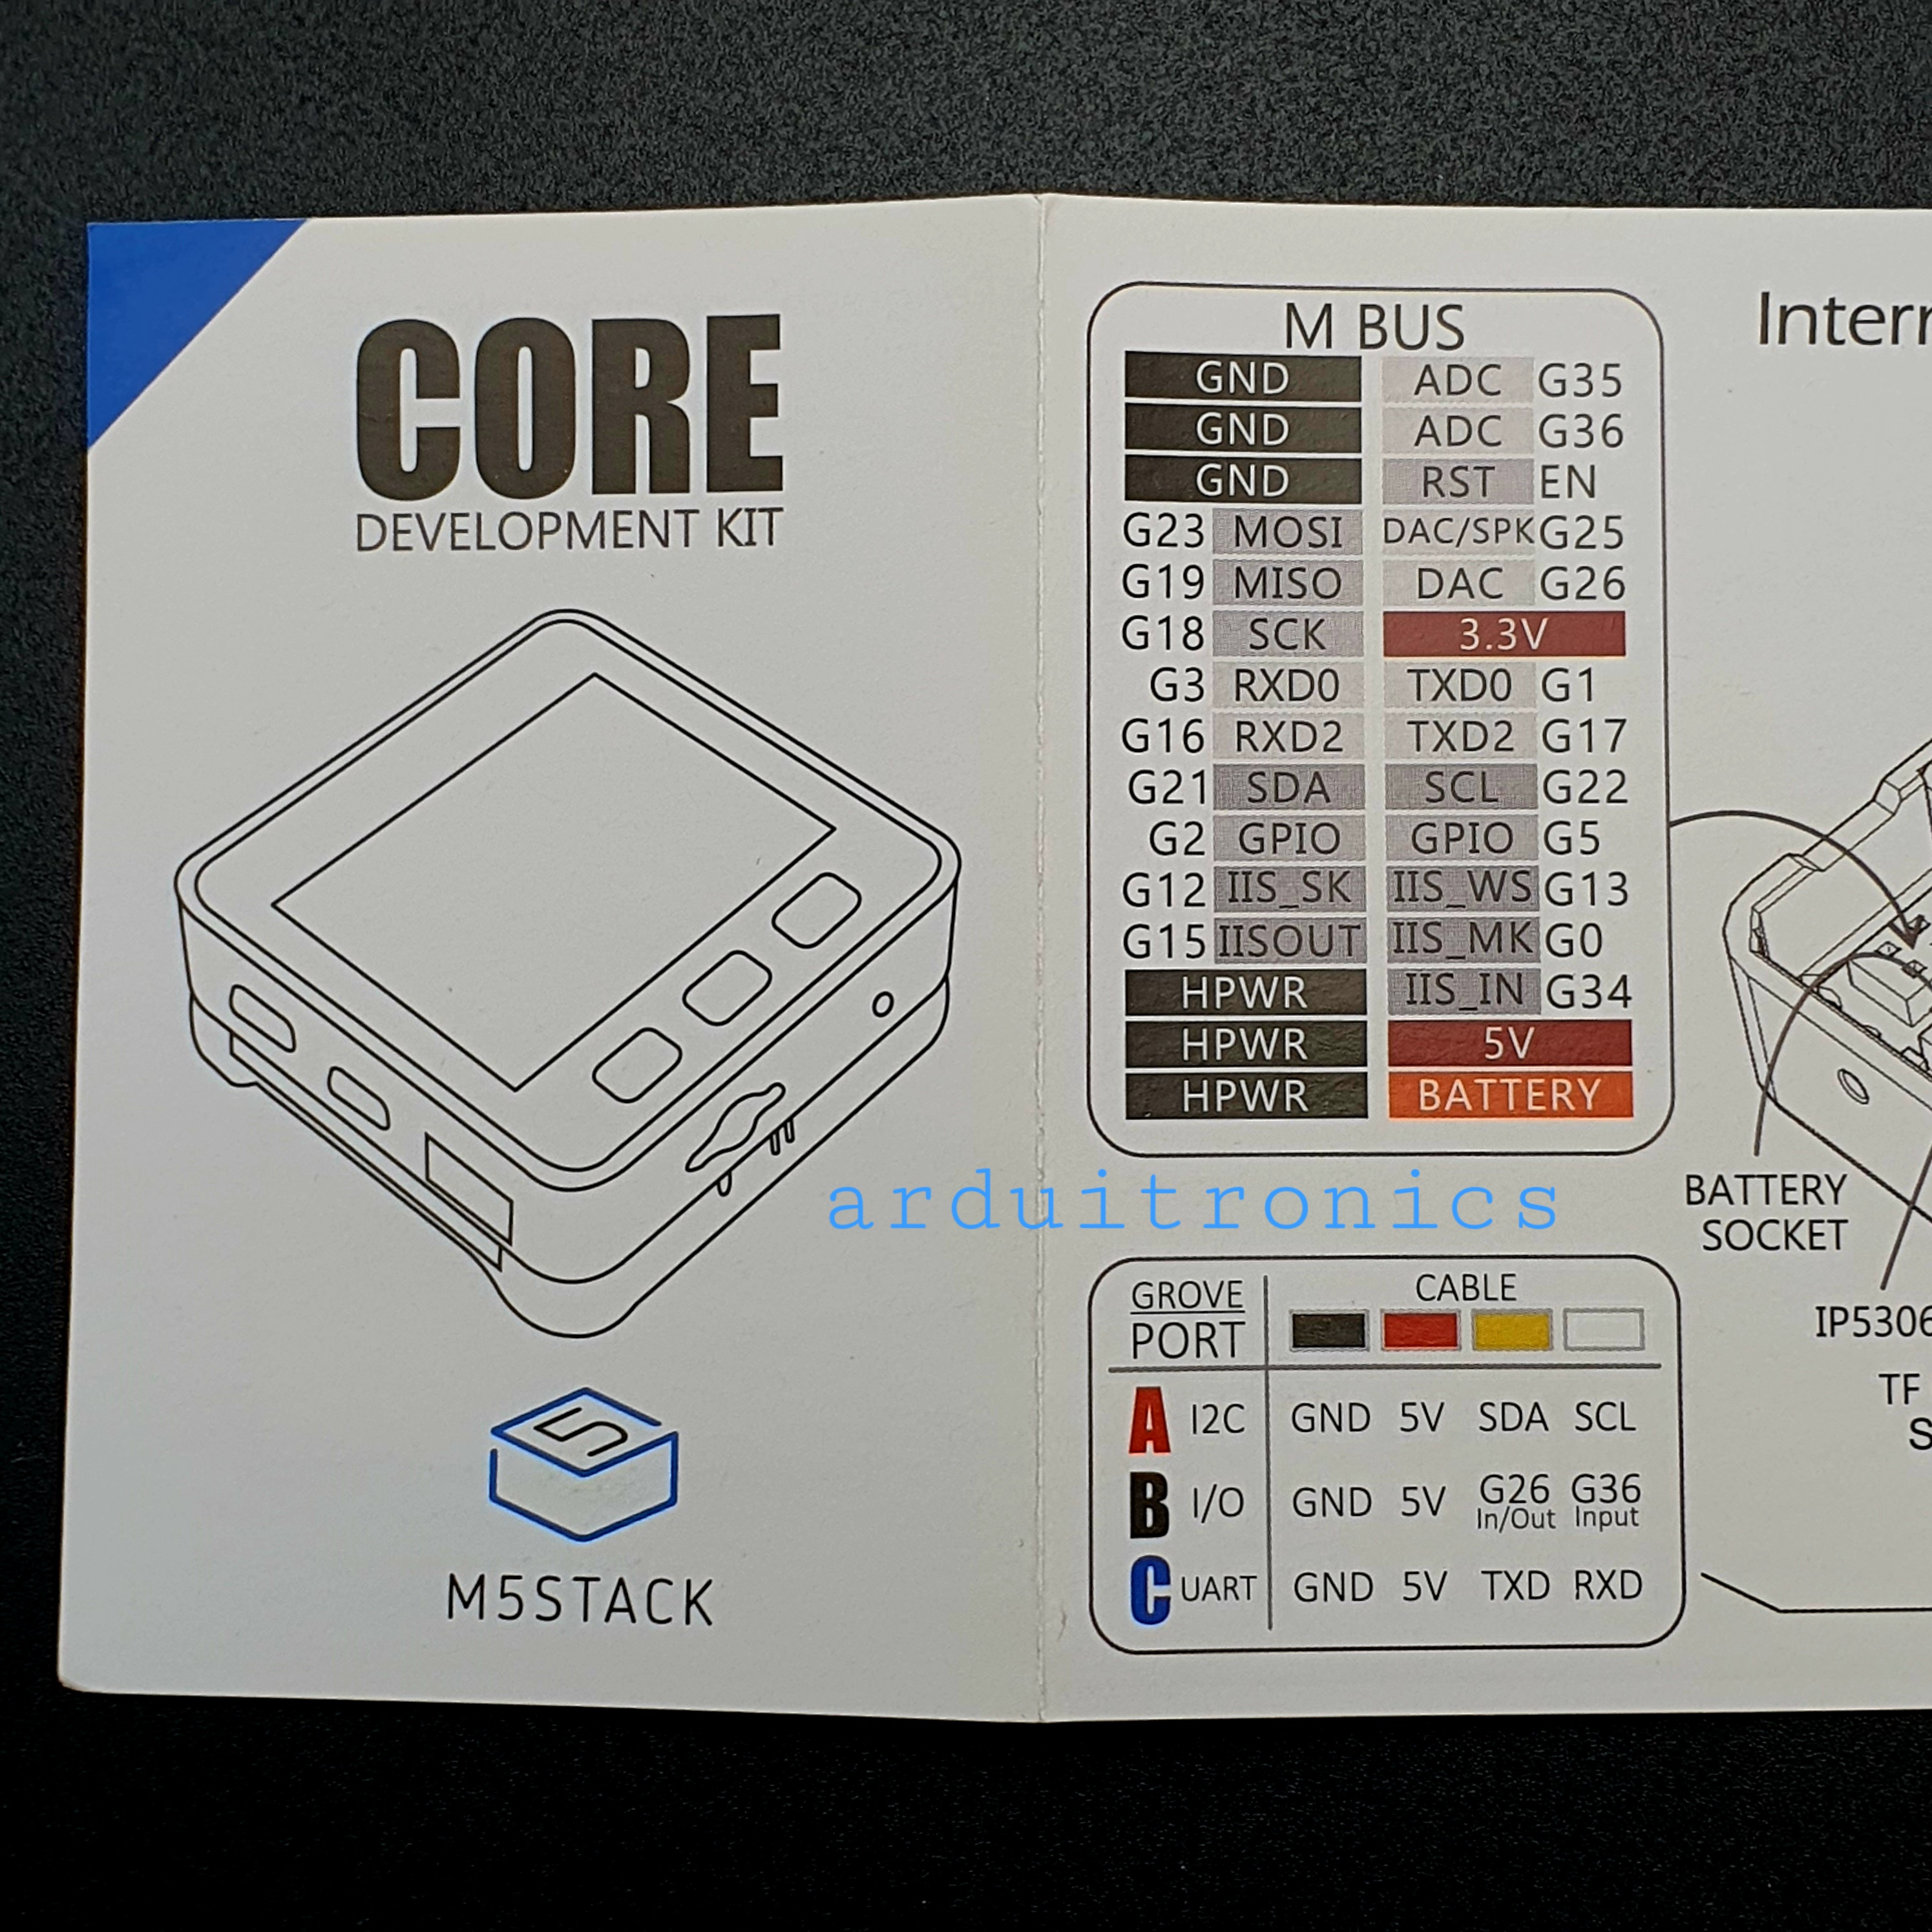 CORE
DEVELOPMENT KIT
5
M5STACK
M BUS
GND ADC G35
GND ADC G36
GND RST EN
G23 MOSI DAC/SPK G25
G19 MISO DAC G26
G18 SCK 3.3V
G3 RXD0 TXD0 G1
G16 RXD2 TXD2 G17
G21 SDA SCL G22
G2 GPIO GPIO G5
G12 IIS_SK IIS_WS G13
G15 IISOUT IIS_MK G0
HPWR IIS_IN G34
HPWR 5V
HPWR BATTERY
arduitronics
GROVE CABLE
PORT
A I2C GND 5V SDA SCL
B I/O GND 5V G26 G36
In/Out Input
C UART GND 5V TXD RXD
BATTERY
SOCKET
IP5306
TF